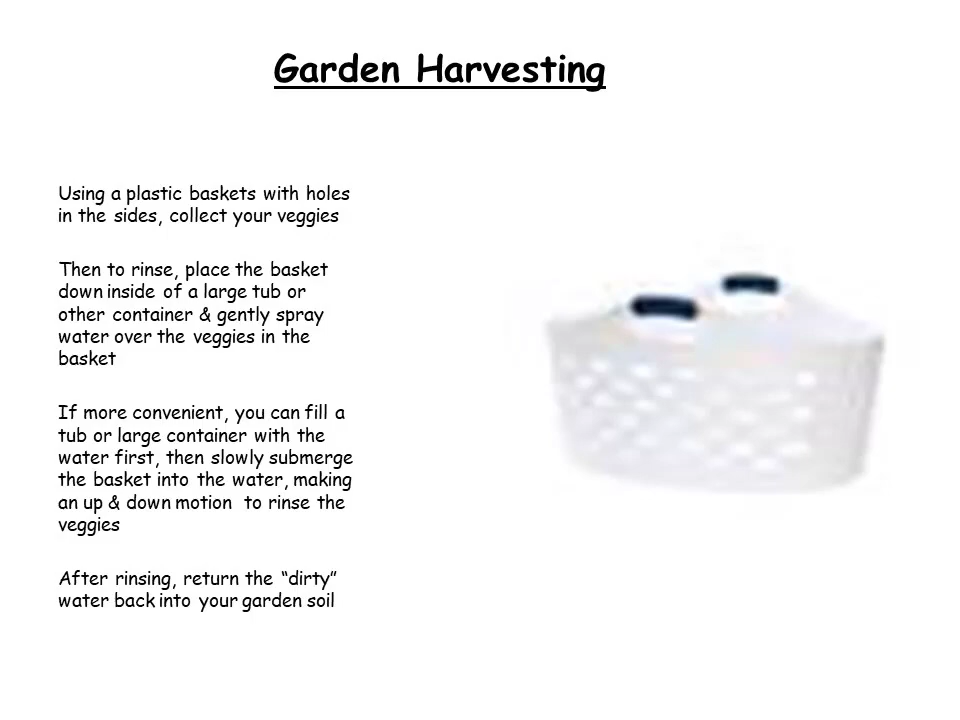 Garden Harvesting
Using a plastic baskets with holes
in the sides, collect your veggies
Then to rinse, place the basket
down inside of a large tub or
other container & gently spray
water over the veggies in the
basket
If more convenient, you can fill a
tub or large container with the
water first, then slowly submerge
the basket into the water, making
an up & down motion  to rinse the
veggies
After rinsing, return the “dirty”
water back into your garden soil